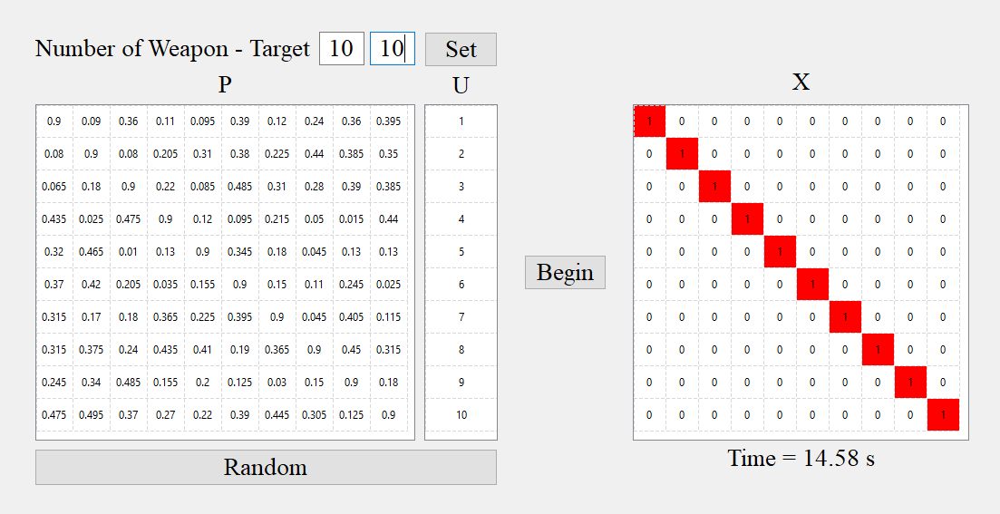 Number of Weapon - Target 10 10 Set
P U X
0.9 0.09 0.36 0.11 0.095 0.39 0.12 0.24 0.36 0.395 1 1 0 0 0 0 0 0 0 0 0
0.08 0.9 0.08 0.205 0.31 0.38 0.225 0.44 0.385 0.35 2 0 1 0 0 0 0 0 0 0 0
0.065 0.18 0.9 0.22 0.085 0.485 0.31 0.28 0.39 0.385 3 0 0 1 0 0 0 0 0 0 0
0.435 0.025 0.475 0.9 0.12 0.095 0.215 0.05 0.015 0.44 4 0 0 0 1 0 0 0 0 0 0
0.32 0.465 0.01 0.13 0.9 0.345 0.18 0.045 0.13 0.13 5 0 0 0 0 1 0 0 0 0 0
Begin
0.37 0.42 0.205 0.035 0.155 0.9 0.15 0.11 0.245 0.025 6 0 0 0 0 0 1 0 0 0 0
0.315 0.17 0.18 0.365 0.225 0.395 0.9 0.045 0.405 0.115 7 0 0 0 0 0 0 1 0 0 0
0.315 0.375 0.24 0.435 0.41 0.19 0.365 0.9 0.45 0.315 8 0 0 0 0 0 0 0 1 0 0
0.245 0.34 0.485 0.155 0.2 0.125 0.03 0.15 0.9 0.18 9 0 0 0 0 0 0 0 0 1 0
0.475 0.495 0.37 0.27 0.22 0.39 0.445 0.305 0.125 0.9 10 0 0 0 0 0 0 0 0 0 1
Random
Time = 14.58 s